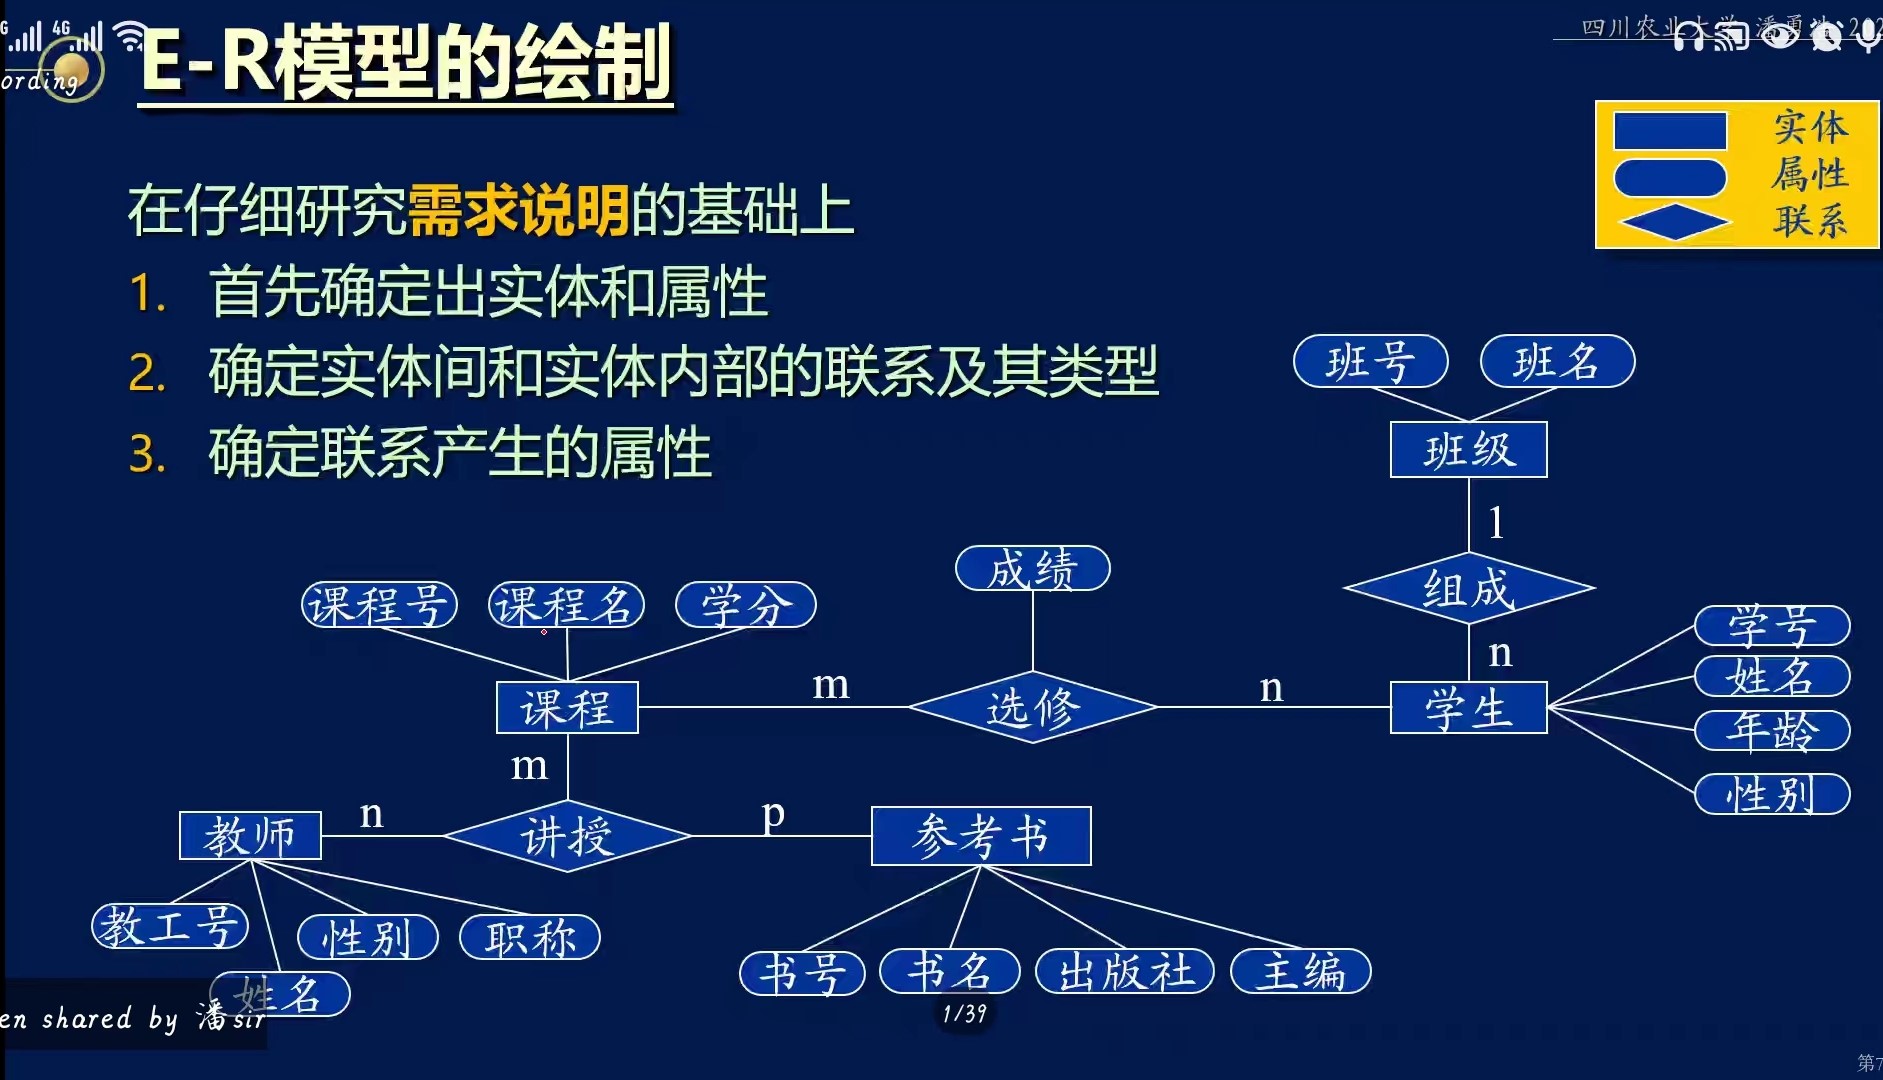 4G
E-R模型的绘制
四川农业大学 潘勇
ording
实体
属性
联系
在仔细研究需求说明的基础上
1. 首先确定出实体和属性
2. 确定实体间和实体内部的联系及其类型
3. 确定联系产生的属性
班号 班名
班级
1
组成
n
成绩
课程号 课程名 学分
学号
姓名
年龄
性别
课程 m 选修 n 学生
m
教师 n 讲授 p 参考书
教工号 性别 职称
姓名
书号 书名 出版社 主编
en shared by 潘sir
1/39
第7